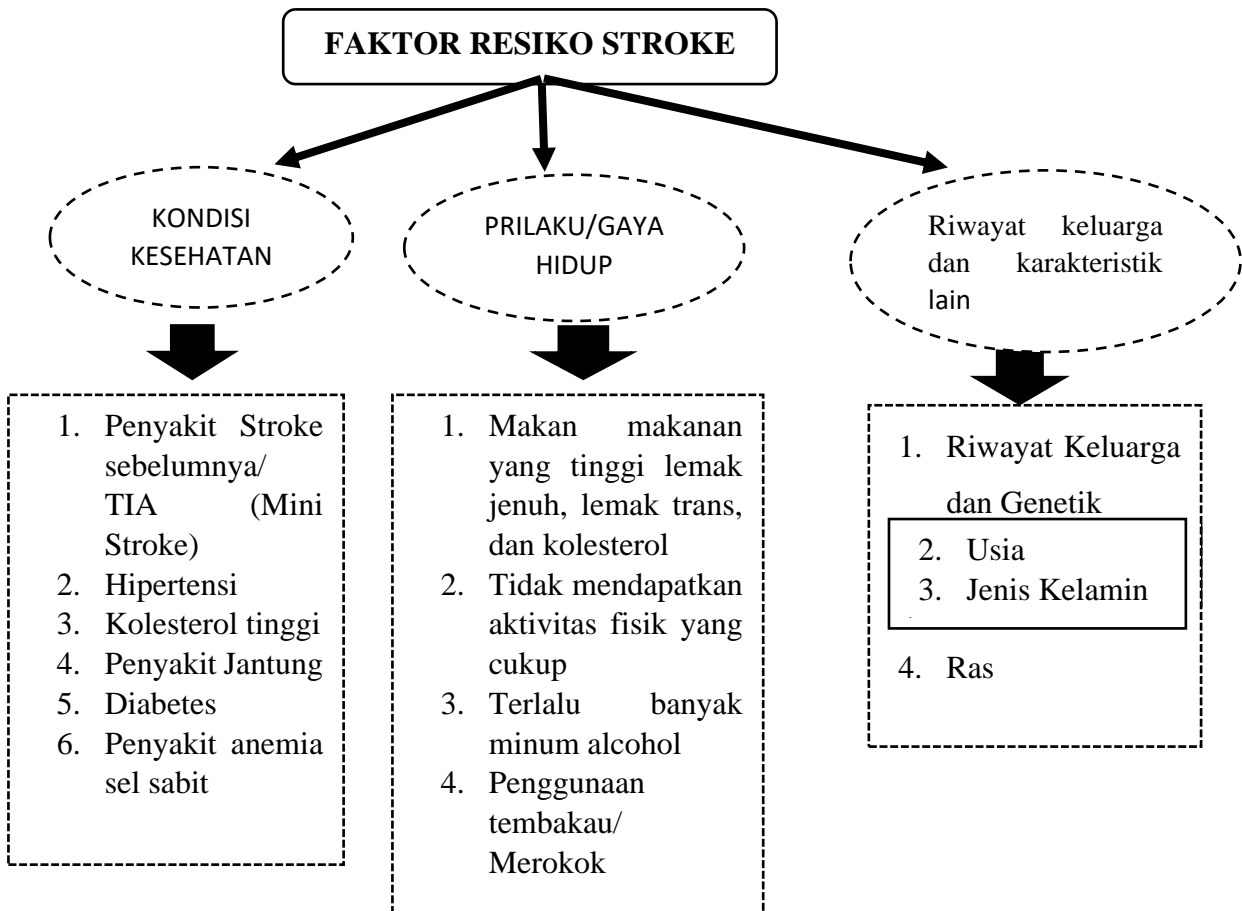 FAKTOR RESIKO STROKE
KONDISI
KESEHATAN
PRILAKU/GAYA
HIDUP
Riwayat keluarga
dan karakteristik
lain
1. Penyakit Stroke
sebelumnya/
TIA (Mini
Stroke)
2. Hipertensi
3. Kolesterol tinggi
4. Penyakit Jantung
5. Diabetes
6. Penyakit anemia
sel sabit
1. Makan makanan
yang tinggi lemak
jenuh, lemak trans,
dan kolesterol
2. Tidak mendapatkan
aktivitas fisik yang
cukup
3. Terlalu banyak
minum alcohol
4. Penggunaan
tembakau/
Merokok
1. Riwayat Keluarga
dan Genetik
2. Usia
3. Jenis Kelamin
4. Ras